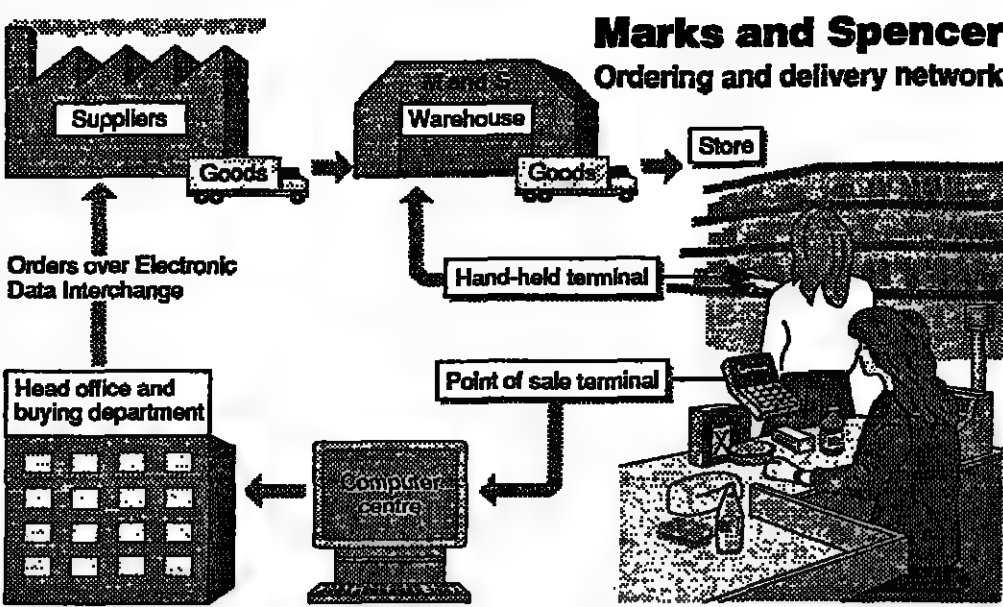 Marks and Spencer
Ordering and delivery network
Suppliers
Goods
M and S
Warehouse
Goods
Store
Orders over Electronic
Data Interchange
Hand-held terminal
Head office and
buying department
Point of sale terminal
Computer
centre